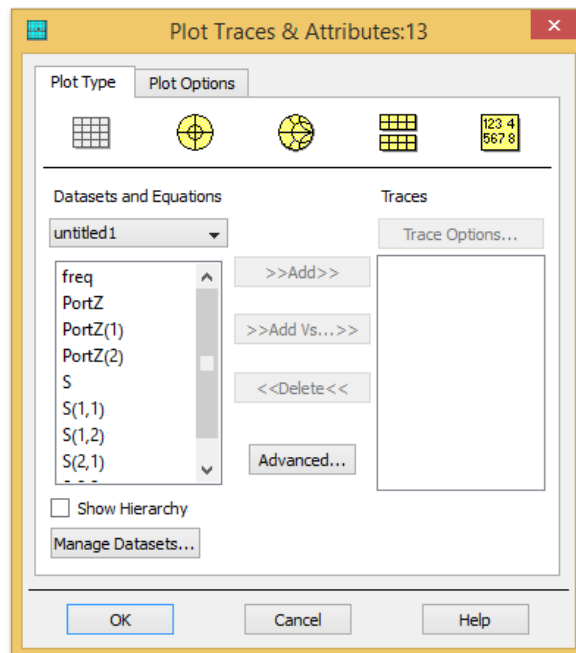 Plot Traces & Attributes:13
Plot Type
Plot Options
123 4
567 8
Datasets and Equations
Traces
untitled1
Trace Options...
freq
PortZ
PortZ(1)
PortZ(2)
S
S(1,1)
S(1,2)
S(2,1)
>>Add>>
>>Add Vs...>>
<<Delete<<
Advanced...
Show Hierarchy
Manage Datasets...
OK
Cancel
Help